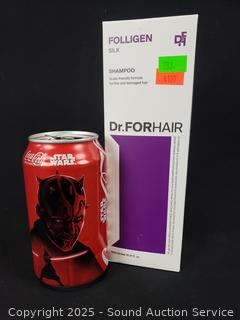 FOLLIGEN
SILK
SHAMPOO
Scalp friendly formula
for fine and damaged hair
Dr.FORHAIR
Coca-Cola
STAR
WARS
Copyright © 2025 - Sound Auction Service